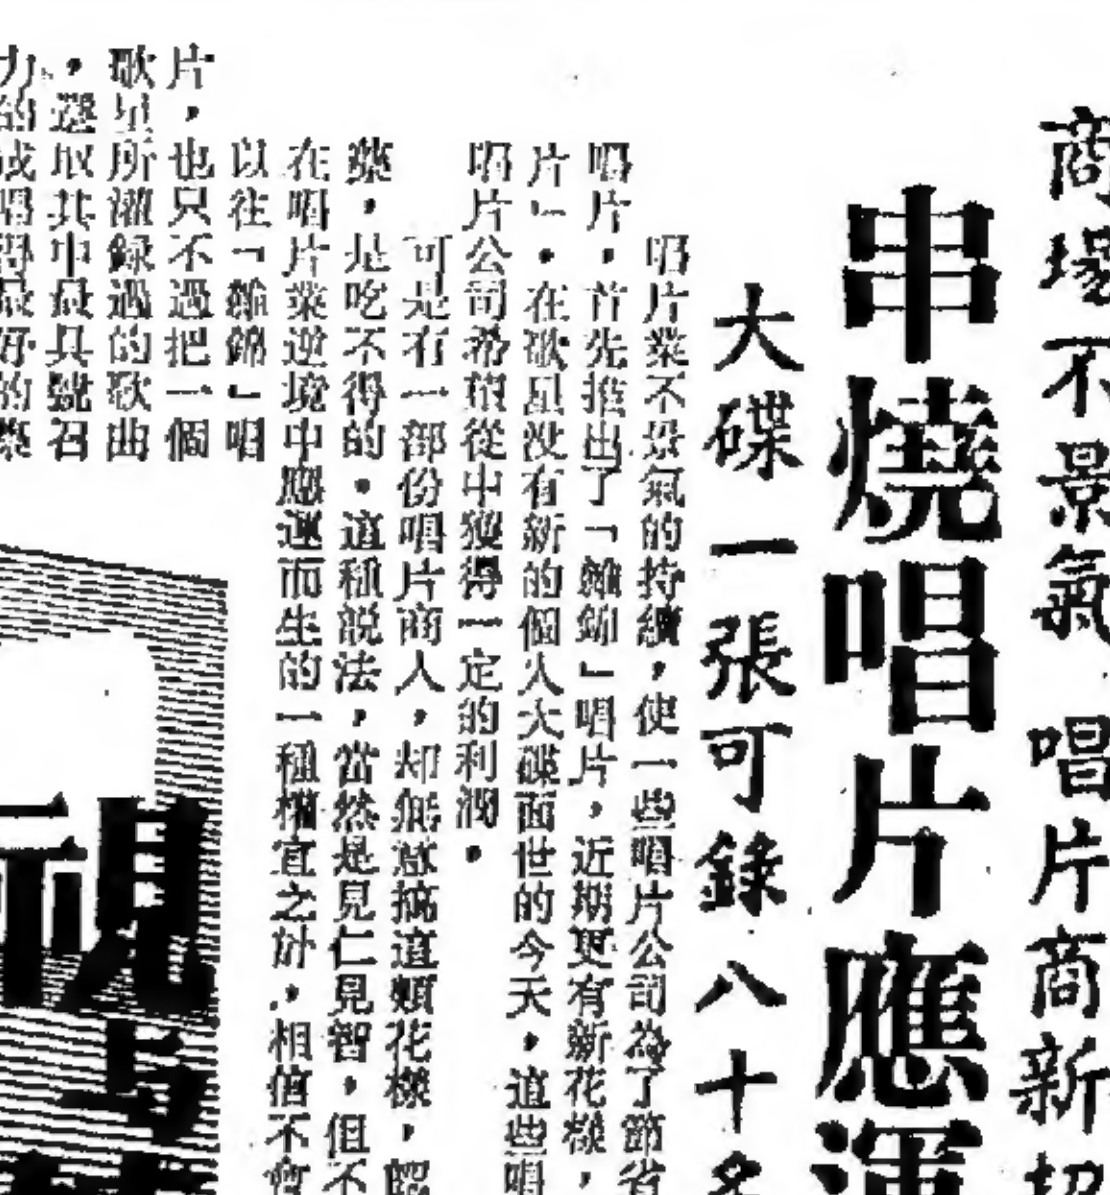 商場不景氣 唱片商新
串燒唱片應運
大碟一張可錄八十多
唱片業不景氣的持續，使一些唱片公司為了節省
唱片，首先推出了「雜錦」唱片，近期更有新花樣，
片」。在歌星没有新的個人大碟面世的今天，這些唱
唱片公司希望從中獲得一定的利潤。
可是有一部份唱片商人，却無意搞這類花樣，認
藥，是吃不得的。這種説法，當然是見仁見智，但不
在唱片業逆境中應運而生的一種權宜之計，相信不會
以往「雜錦」唱
片，也只不過把一個
歌星所灌録過的歌曲
，選取其中最具號召
力的或唱得最好的
視